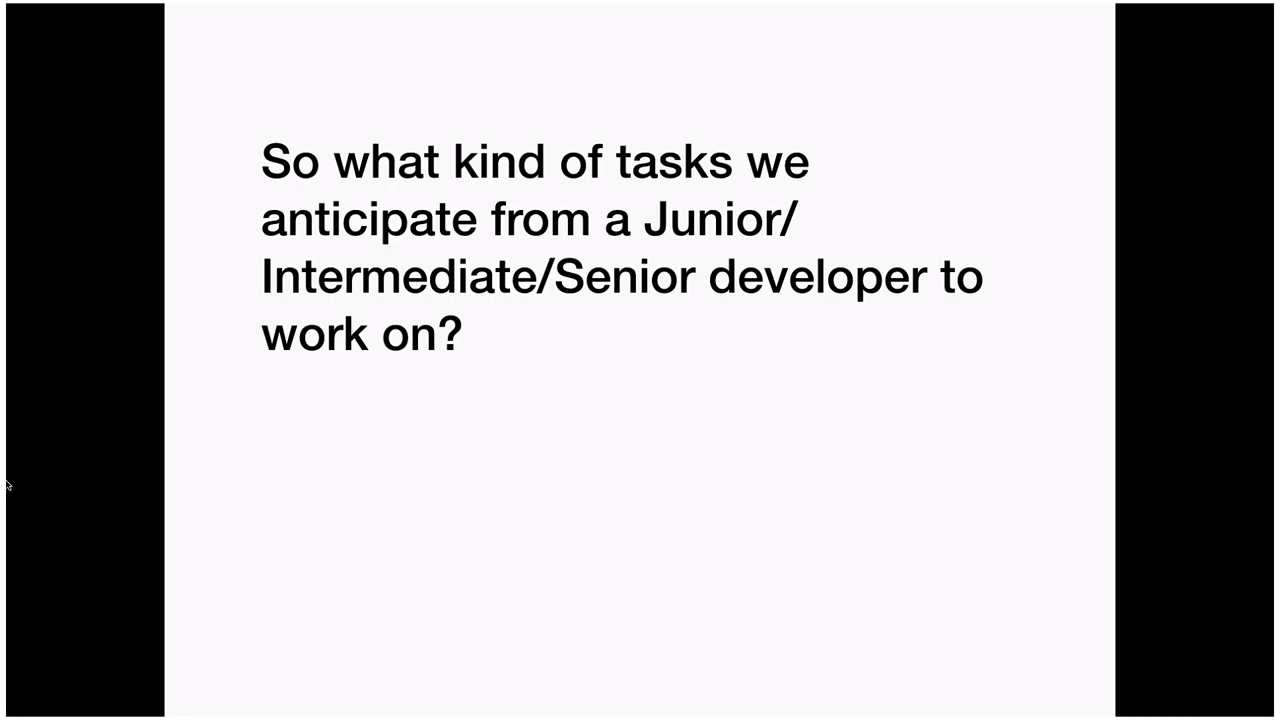 So what kind of tasks we
anticipate from a Junior/
Intermediate/Senior developer to
work on?